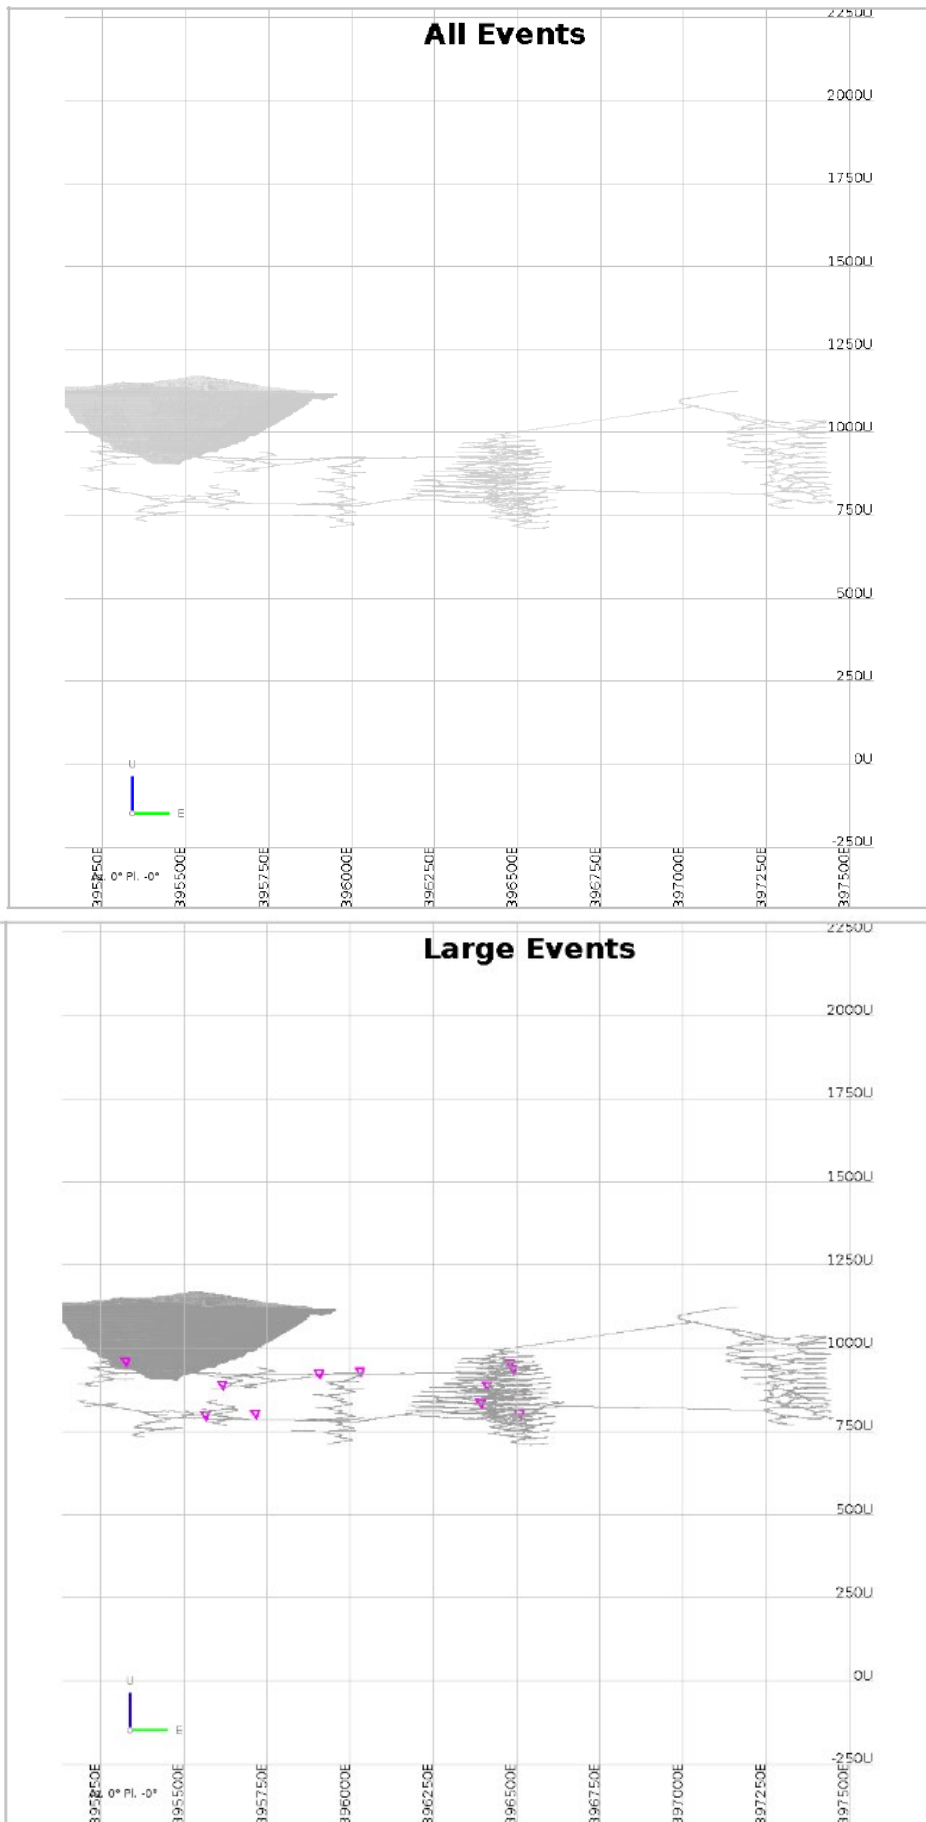 All Events
2250U
2000U
1750U
1500U
1250U
1000U
750U
500U
250U
0U
-250U
U
E
395500E
395750E
396000E
396250E
396500E
396750E
397000E
397250E
397500E
0° Pl. -0°
Large Events
2250U
2000U
1750U
1500U
1250U
1000U
750U
500U
250U
0U
-250U
U
E
395500E
395750E
396000E
396250E
396500E
396750E
397000E
397250E
397500E
0° Pl. -0°